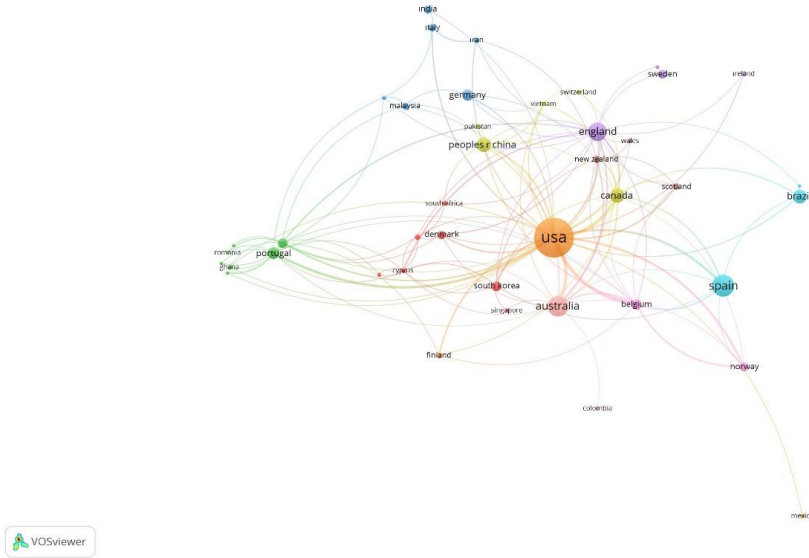 india
italy
iran
sweden
ireland
germany
switzerland
malaysia
vietnam
pakistan
england
peoples r china
wales
new zealand
scotland
canada
brazi
south africa
denmark
usa
romania
portugal
ghana
cyprus
south korea
spain
singapore
australia
belgium
finland
norway
colombia
mexic
VOSviewer